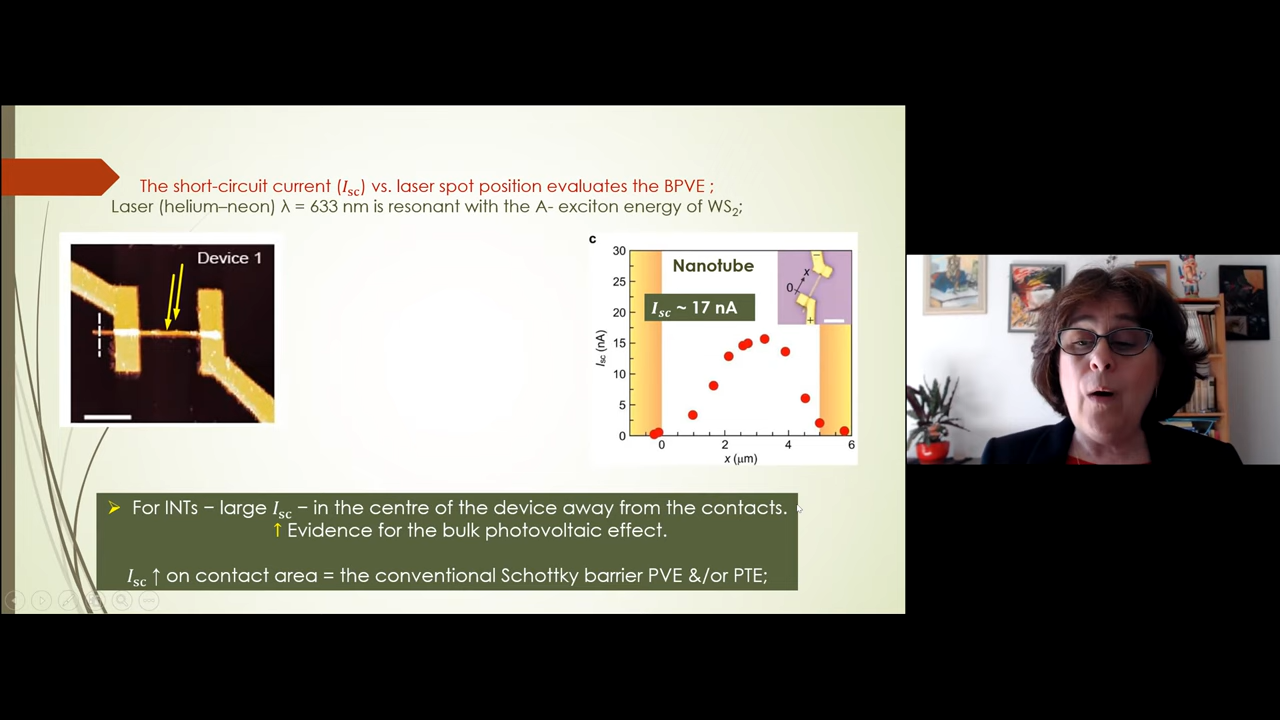 The short-circuit current (Isc) vs. laser spot position evaluates the BPVE ;
Laser (helium–neon) λ = 633 nm is resonant with the A- exciton energy of WS₂;
Device 1
c
Nanotube
Isc ~ 17 nA
x
0
−
+
30
25
20
15
10
5
0
Isc (nA)
0 2 4 6
x (μm)
➢ For INTs − large Isc − in the centre of the device away from the contacts.
↑ Evidence for the bulk photovoltaic effect.
Isc ↑ on contact area = the conventional Schottky barrier PVE &/or PTE;